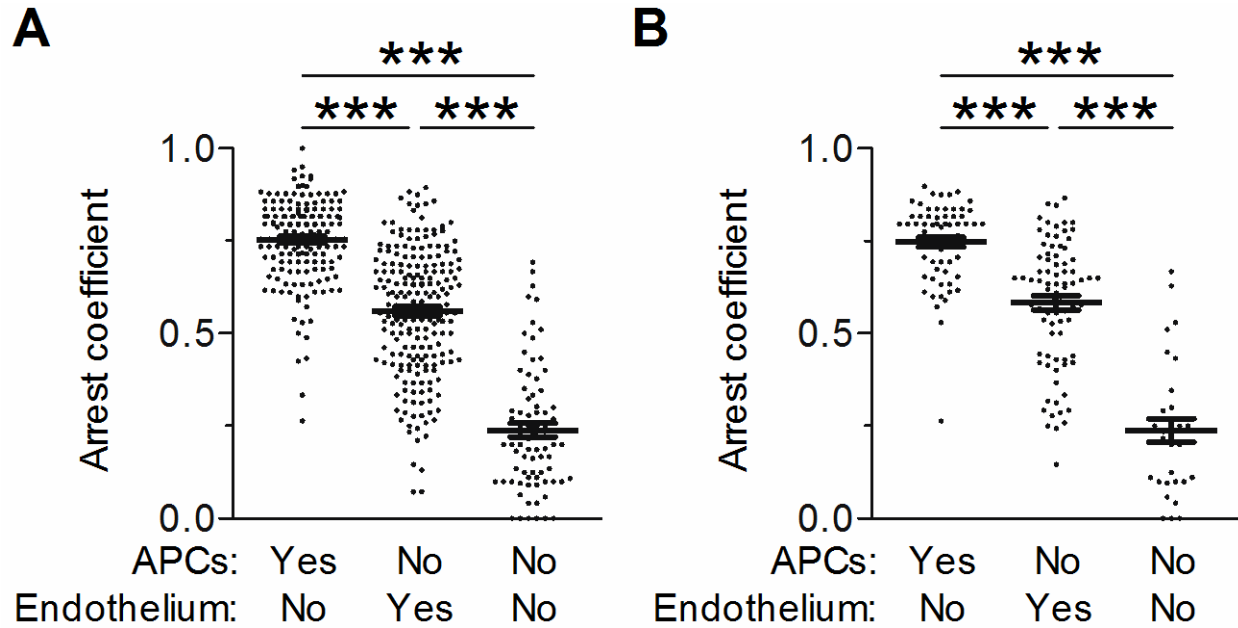 A
B
***
***
*** ***
*** ***
1.0
1.0
Arrest coefficient
Arrest coefficient
0.5
0.5
0.0
0.0
APCs: Yes No No
APCs: Yes No No
Endothelium: No Yes No
Endothelium: No Yes No